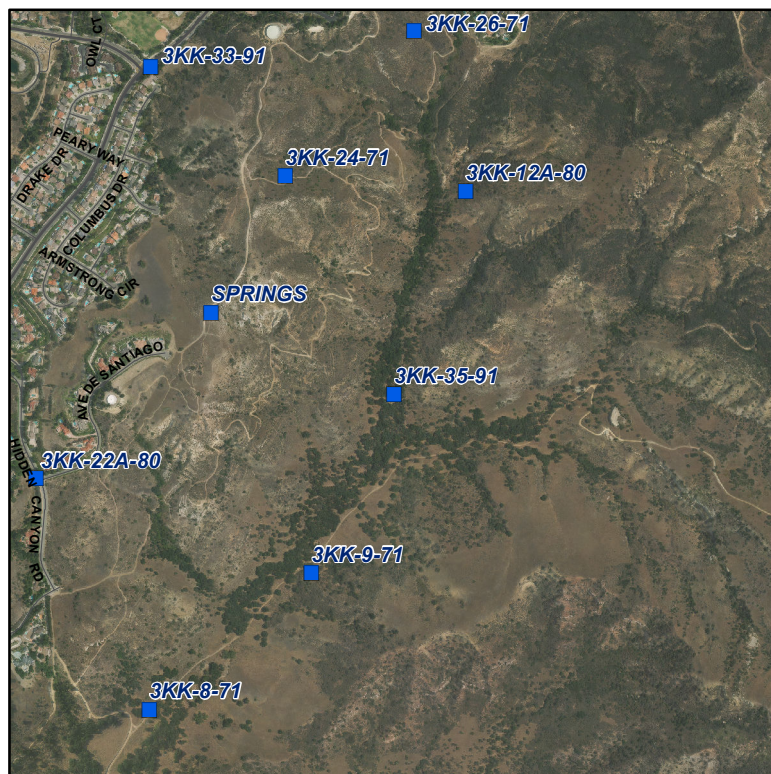 3KK-26-71
OWL CT
3KK-33-91
PEARY WAY
3KK-24-71
3KK-12A-80
DRAKE DR
COLUMBUS DR
ARMSTRONG CIR
SPRINGS
AVE DE SANTIAGO
3KK-35-91
3KK-22A-80
HIDDEN CANYON RD
3KK-9-71
3KK-8-71